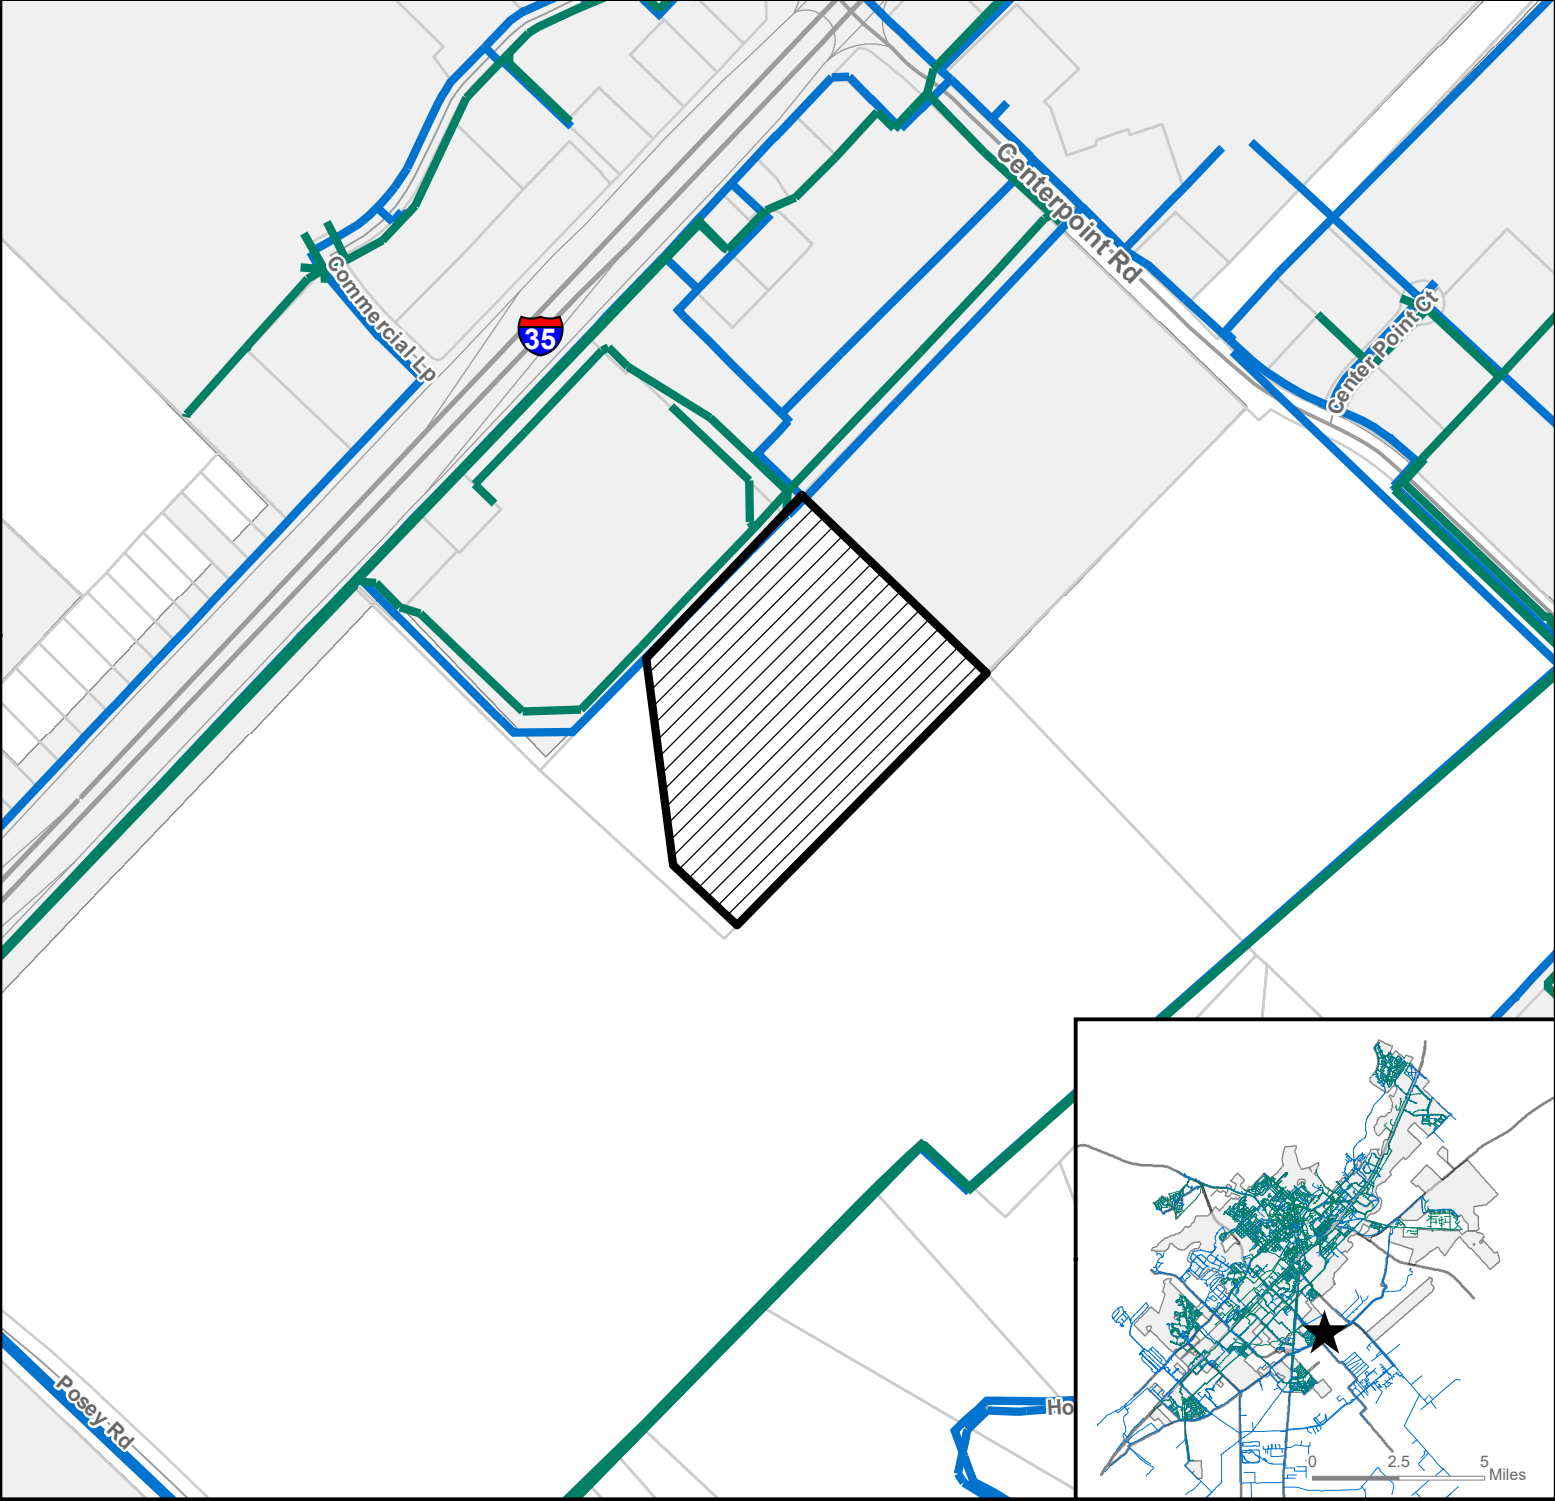 Centerpoint Rd
Commercial Lp
35
Center Point Ct
Posey Rd
Ho
0 2.5 5
Miles